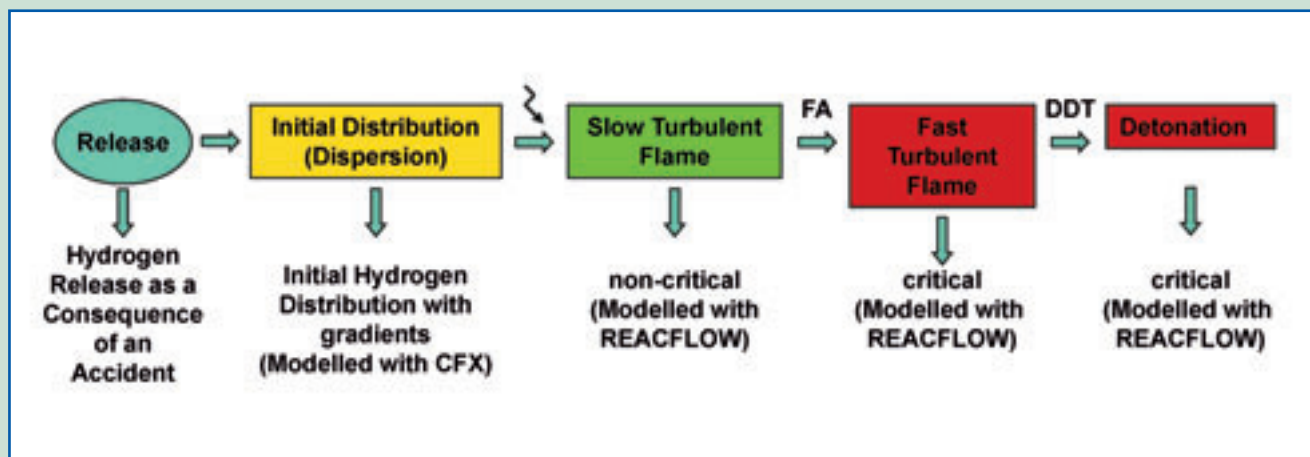 Release
Initial Distribution
(Dispersion)
Slow Turbulent
Flame
FA
Fast
Turbulent
Flame
DDT
Detonation
Hydrogen
Release as a
Consequence
of an
Accident
Initial Hydrogen
Distribution with
gradients
(Modelled with CFX)
non-critical
(Modelled with
REACFLOW)
critical
(Modelled with
REACFLOW)
critical
(Modelled with
REACFLOW)